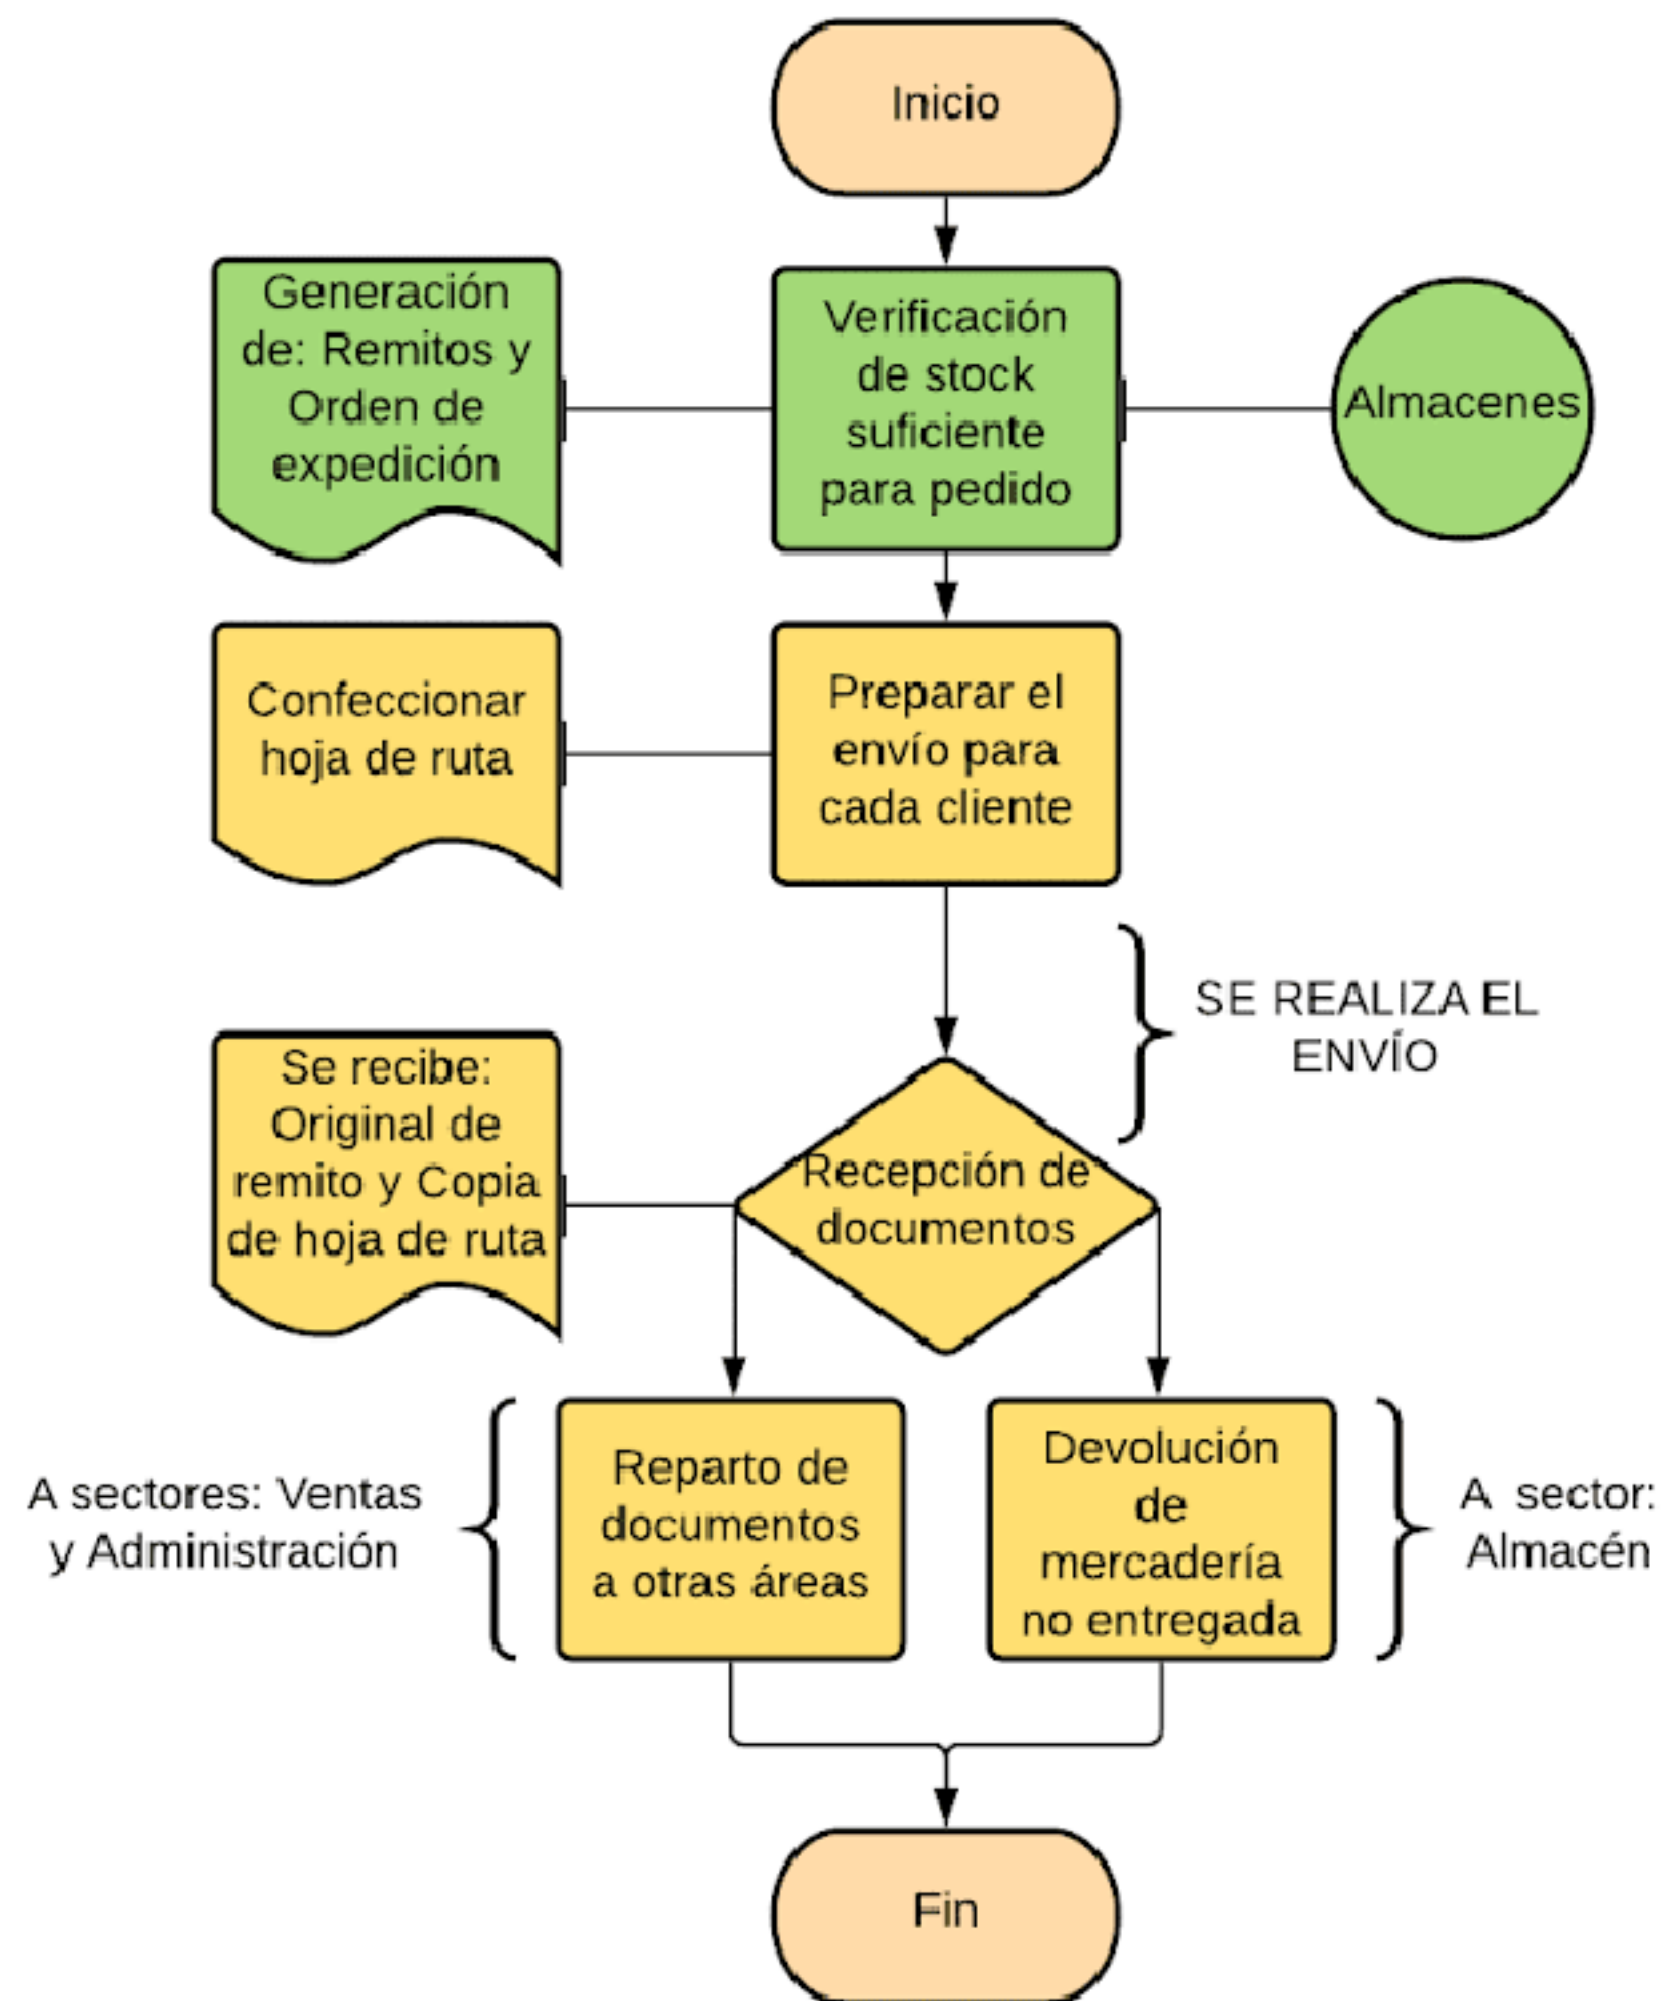 Inicio
Generación
de: Remitos y
Orden de
expedición
Verificación
de stock
suficiente
para pedido
Almacenes
Confeccionar
hoja de ruta
Preparar el
envío para
cada cliente
SE REALIZA EL
ENVÍO
Se recibe:
Original de
remito y Copia
de hoja de ruta
Recepción de
documentos
A sectores: Ventas
y Administración
Reparto de
documentos
a otras áreas
Devolución
de
mercadería
no entregada
A sector:
Almacén
Fin